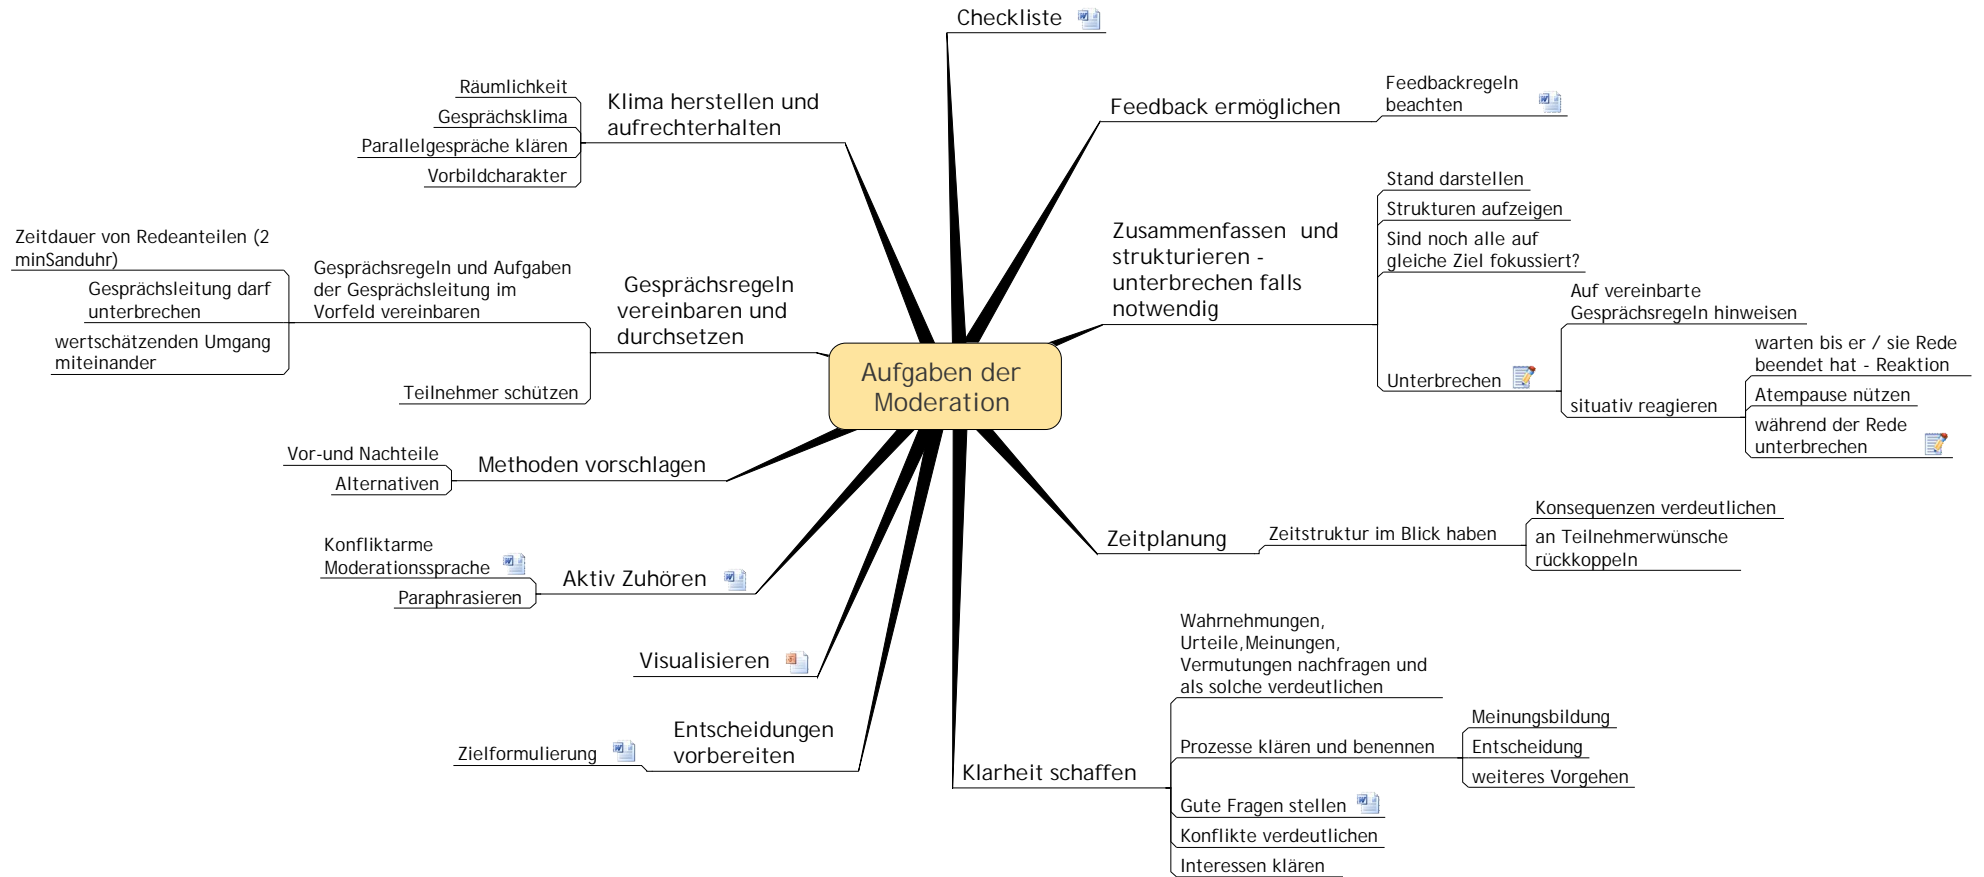 Aufgaben der
Moderation
Checkliste
Feedback ermöglichen
Feedbackregeln
beachten
Zusammenfassen  und
strukturieren -
unterbrechen falls
notwendig
Stand darstellen
Strukturen aufzeigen
Sind noch alle auf
gleiche Ziel fokussiert?
Unterbrechen
Auf vereinbarte
Gesprächsregeln hinweisen
situativ reagieren
warten bis er / sie Rede
beendet hat - Reaktion
Atempause nützen
während der Rede
unterbrechen
Zeitplanung
Zeitstruktur im Blick haben
Konsequenzen verdeutlichen
an Teilnehmerwünsche
rückkoppeln
Klarheit schaffen
Wahrnehmungen,
Urteile,Meinungen,
Vermutungen nachfragen und
als solche verdeutlichen
Prozesse klären und benennen
Meinungsbildung
Entscheidung
weiteres Vorgehen
Gute Fragen stellen
Konflikte verdeutlichen
Interessen klären
Klima herstellen und
aufrechterhalten
Räumlichkeit
Gesprächsklima
Parallelgespräche klären
Vorbildcharakter
Gesprächsregeln
vereinbaren und
durchsetzen
Gesprächsregeln und Aufgaben
der Gesprächsleitung im
Vorfeld vereinbaren
Zeitdauer von Redeanteilen (2
minSanduhr)
Gesprächsleitung darf
unterbrechen
wertschätzenden Umgang
miteinander
Teilnehmer schützen
Methoden vorschlagen
Vor-und Nachteile
Alternativen
Aktiv Zuhören
Konfliktarme
Moderationssprache
Paraphrasieren
Visualisieren
Entscheidungen
vorbereiten
Zielformulierung